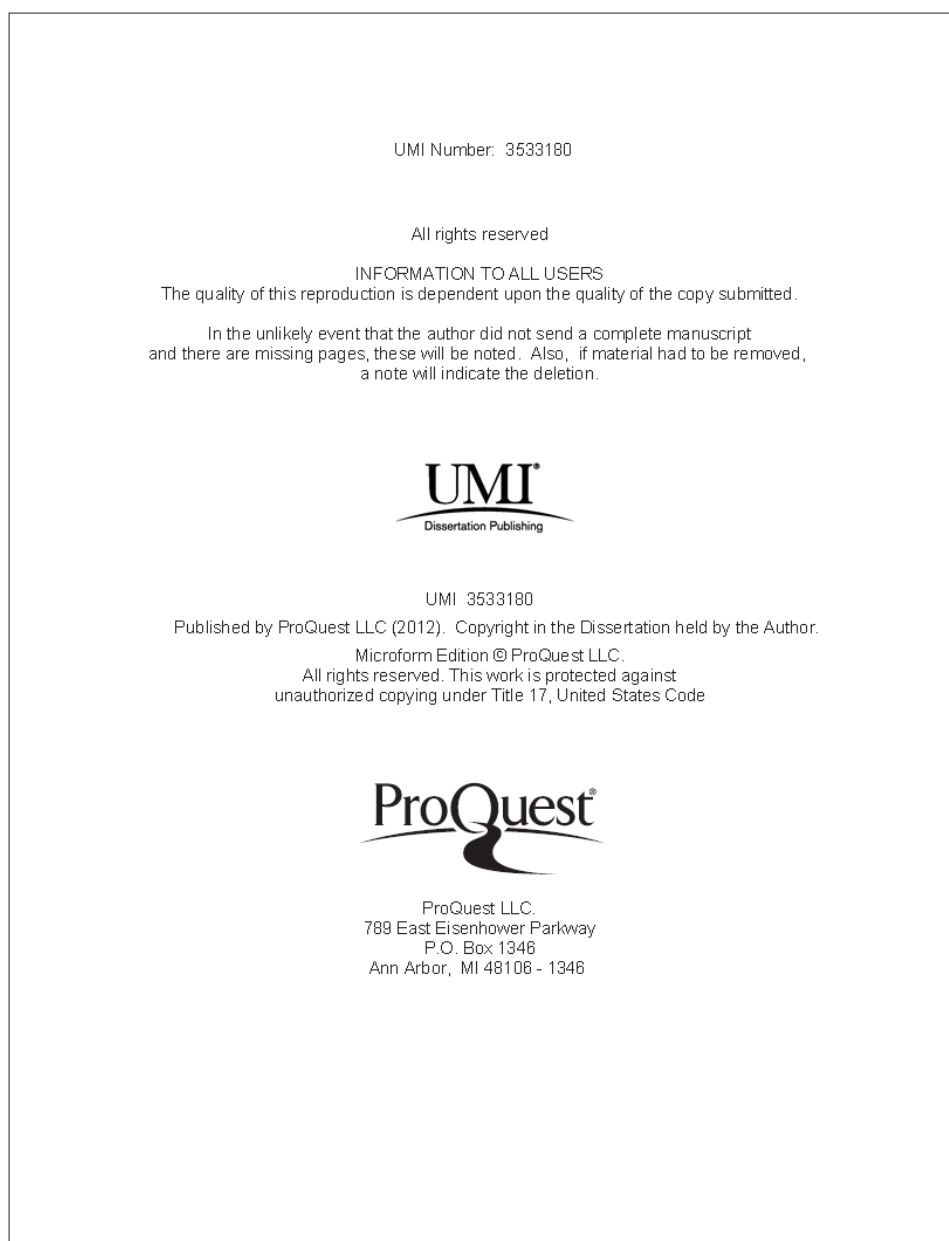 UMI Number: 3533180
All rights reserved
INFORMATION TO ALL USERS
The quality of this reproduction is dependent upon the quality of the copy submitted.
In the unlikely event that the author did not send a complete manuscript
and there are missing pages, these will be noted. Also, if material had to be removed,
a note will indicate the deletion.
UMI®
Dissertation Publishing
UMI 3533180
Published by ProQuest LLC (2012). Copyright in the Dissertation held by the Author.
Microform Edition © ProQuest LLC.
All rights reserved. This work is protected against
unauthorized copying under Title 17, United States Code
ProQuest®
ProQuest LLC.
789 East Eisenhower Parkway
P.O. Box 1346
Ann Arbor, MI 48106 - 1346